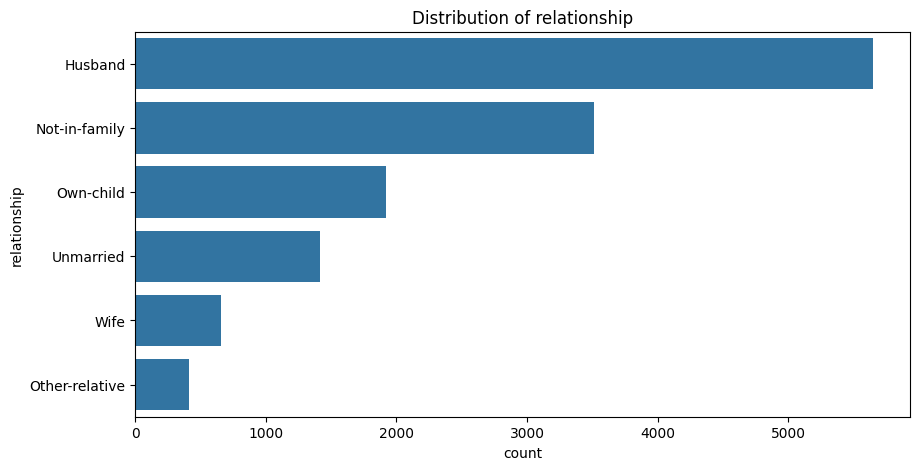 Distribution of relationship
relationship
Husband
Not-in-family
Own-child
Unmarried
Wife
Other-relative
0 1000 2000 3000 4000 5000
count